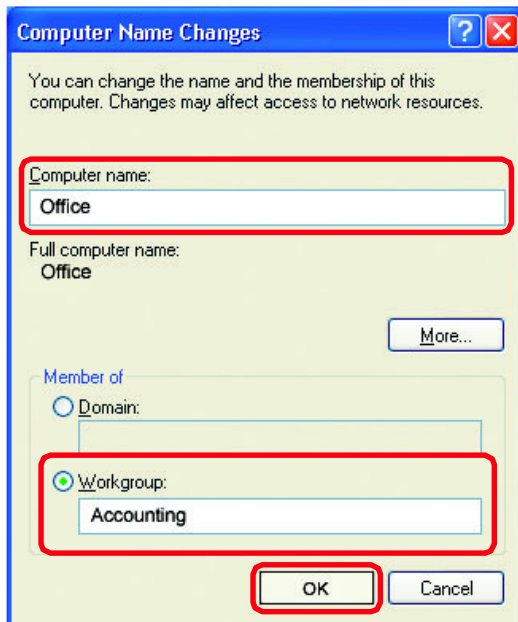 Computer Name Changes
?
You can change the name and the membership of this
computer. Changes may affect access to network resources.
Computer name:
Office
Full computer name:
Office
More...
Member of
Domain:
Workgroup:
Accounting
OK
Cancel